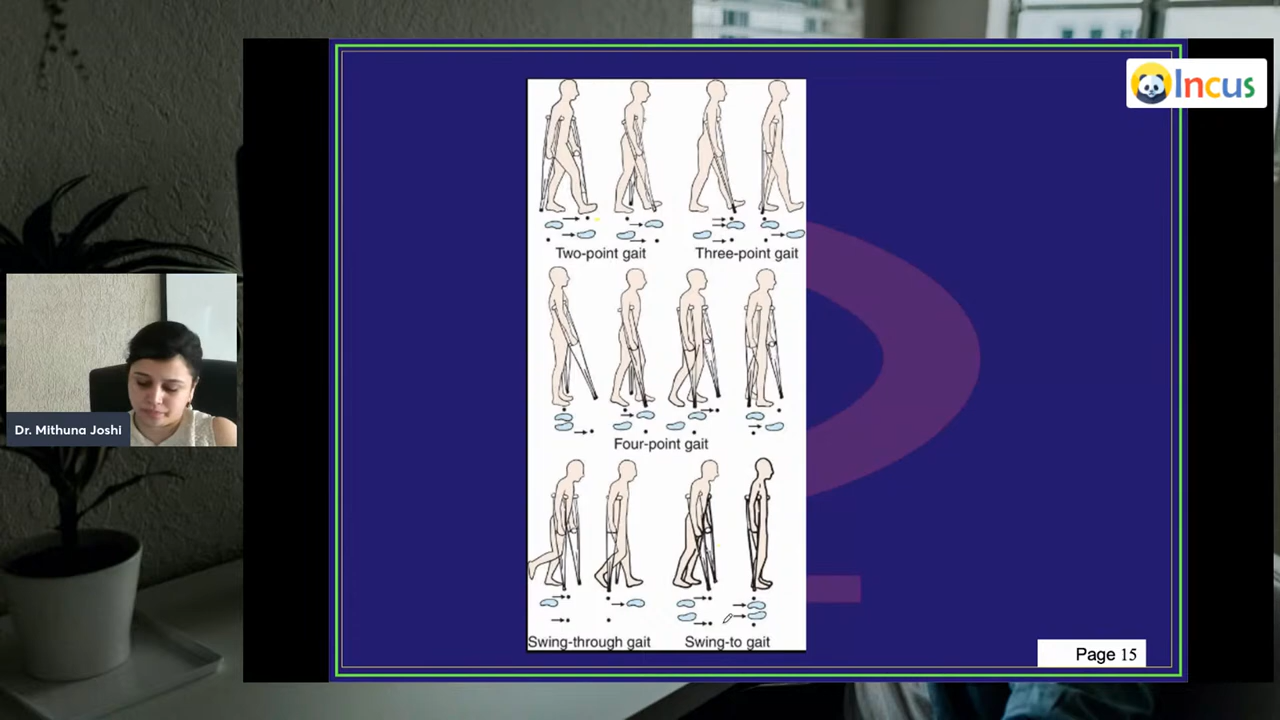 Incus
Two-point gait
Three-point gait
Four-point gait
Dr. Mithuna Joshi
Swing-through gait
Swing-to gait
Page 15